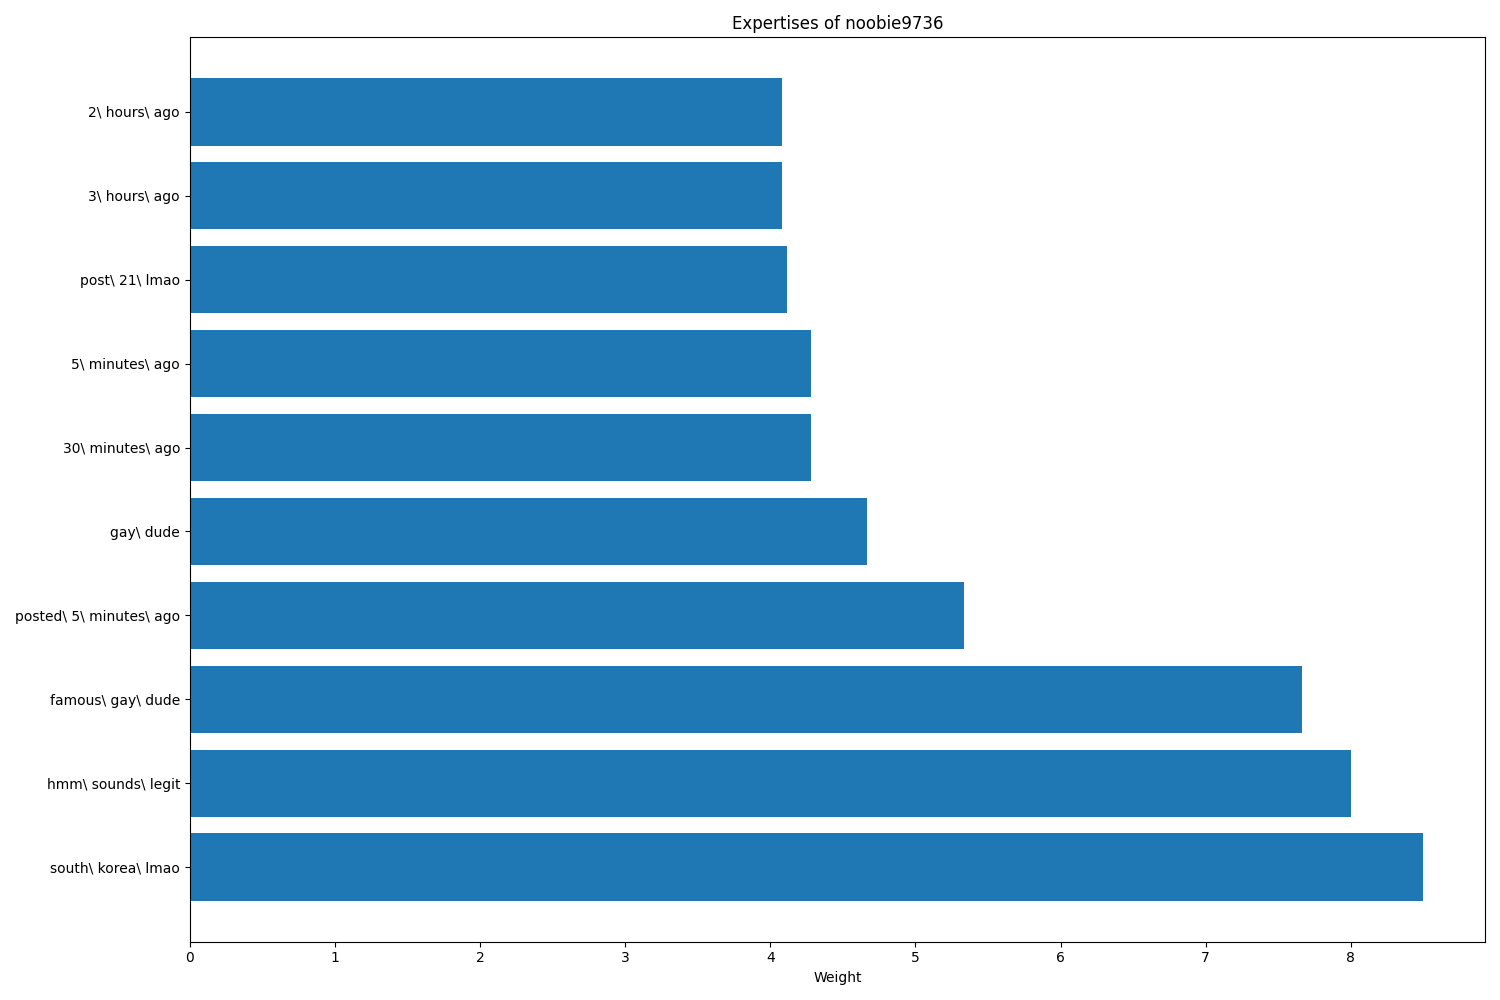 Expertises of noobie9736
2\ hours\ ago
3\ hours\ ago
post\ 21\ lmao
5\ minutes\ ago
30\ minutes\ ago
gay\ dude
posted\ 5\ minutes\ ago
famous\ gay\ dude
hmm\ sounds\ legit
south\ korea\ lmao
0 1 2 3 4 5 6 7 8
Weight